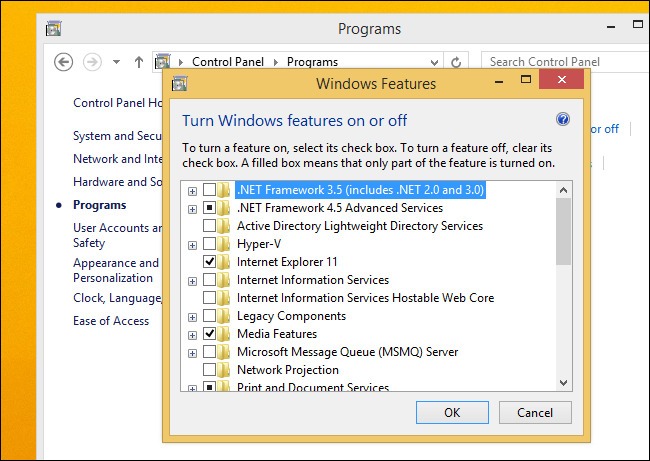 Programs
Control Panel
Programs
Search Control Panel
Control Panel Ho
System and Secu
Network and Inte
Hardware and So
Programs
User Accounts an
Safety
Appearance and
Personalization
Clock, Language,
Ease of Access
or off
Windows Features
Turn Windows features on or off
To turn a feature on, select its check box. To turn a feature off, clear its
check box. A filled box means that only part of the feature is turned on.
.NET Framework 3.5 (includes .NET 2.0 and 3.0)
.NET Framework 4.5 Advanced Services
Active Directory Lightweight Directory Services
Hyper-V
Internet Explorer 11
Internet Information Services
Internet Information Services Hostable Web Core
Legacy Components
Media Features
Microsoft Message Queue (MSMQ) Server
Network Projection
Print and Document Services
OK
Cancel